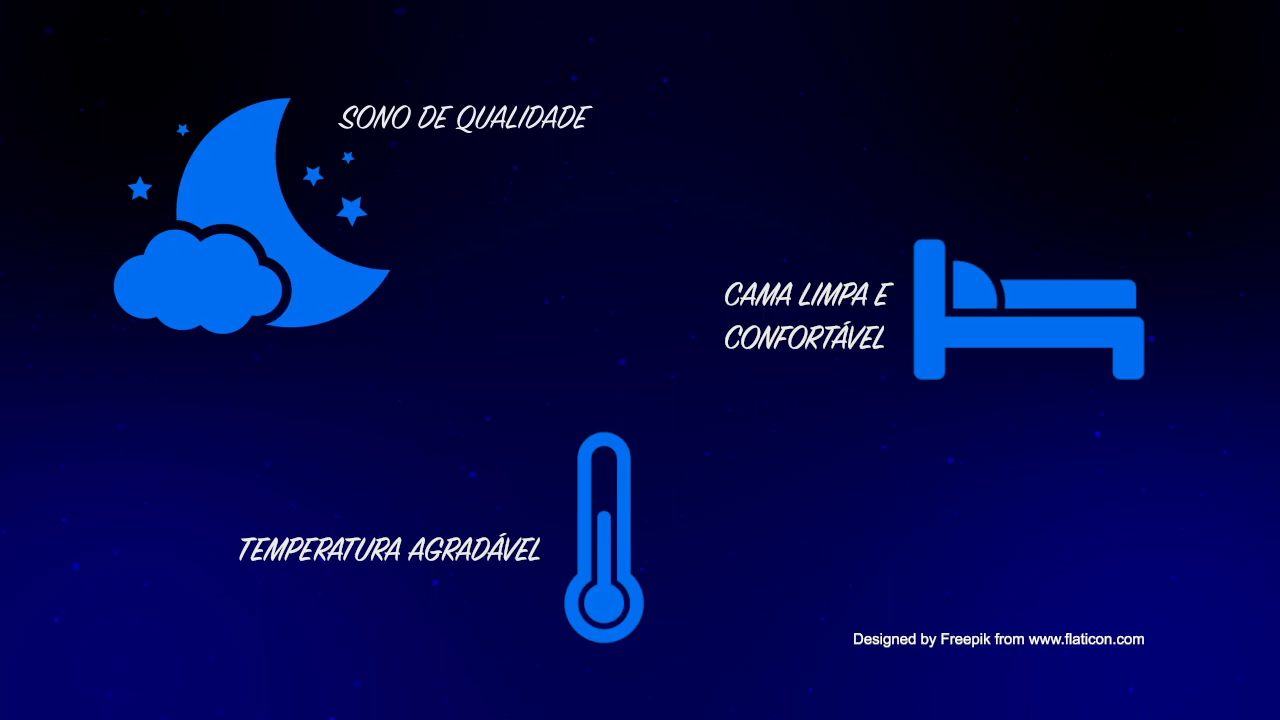 SONO DE QUALIDADE
CAMA LIMPA E
CONFORTÁVEL
TEMPERATURA AGRADÁVEL
Designed by Freepik from www.flaticon.com